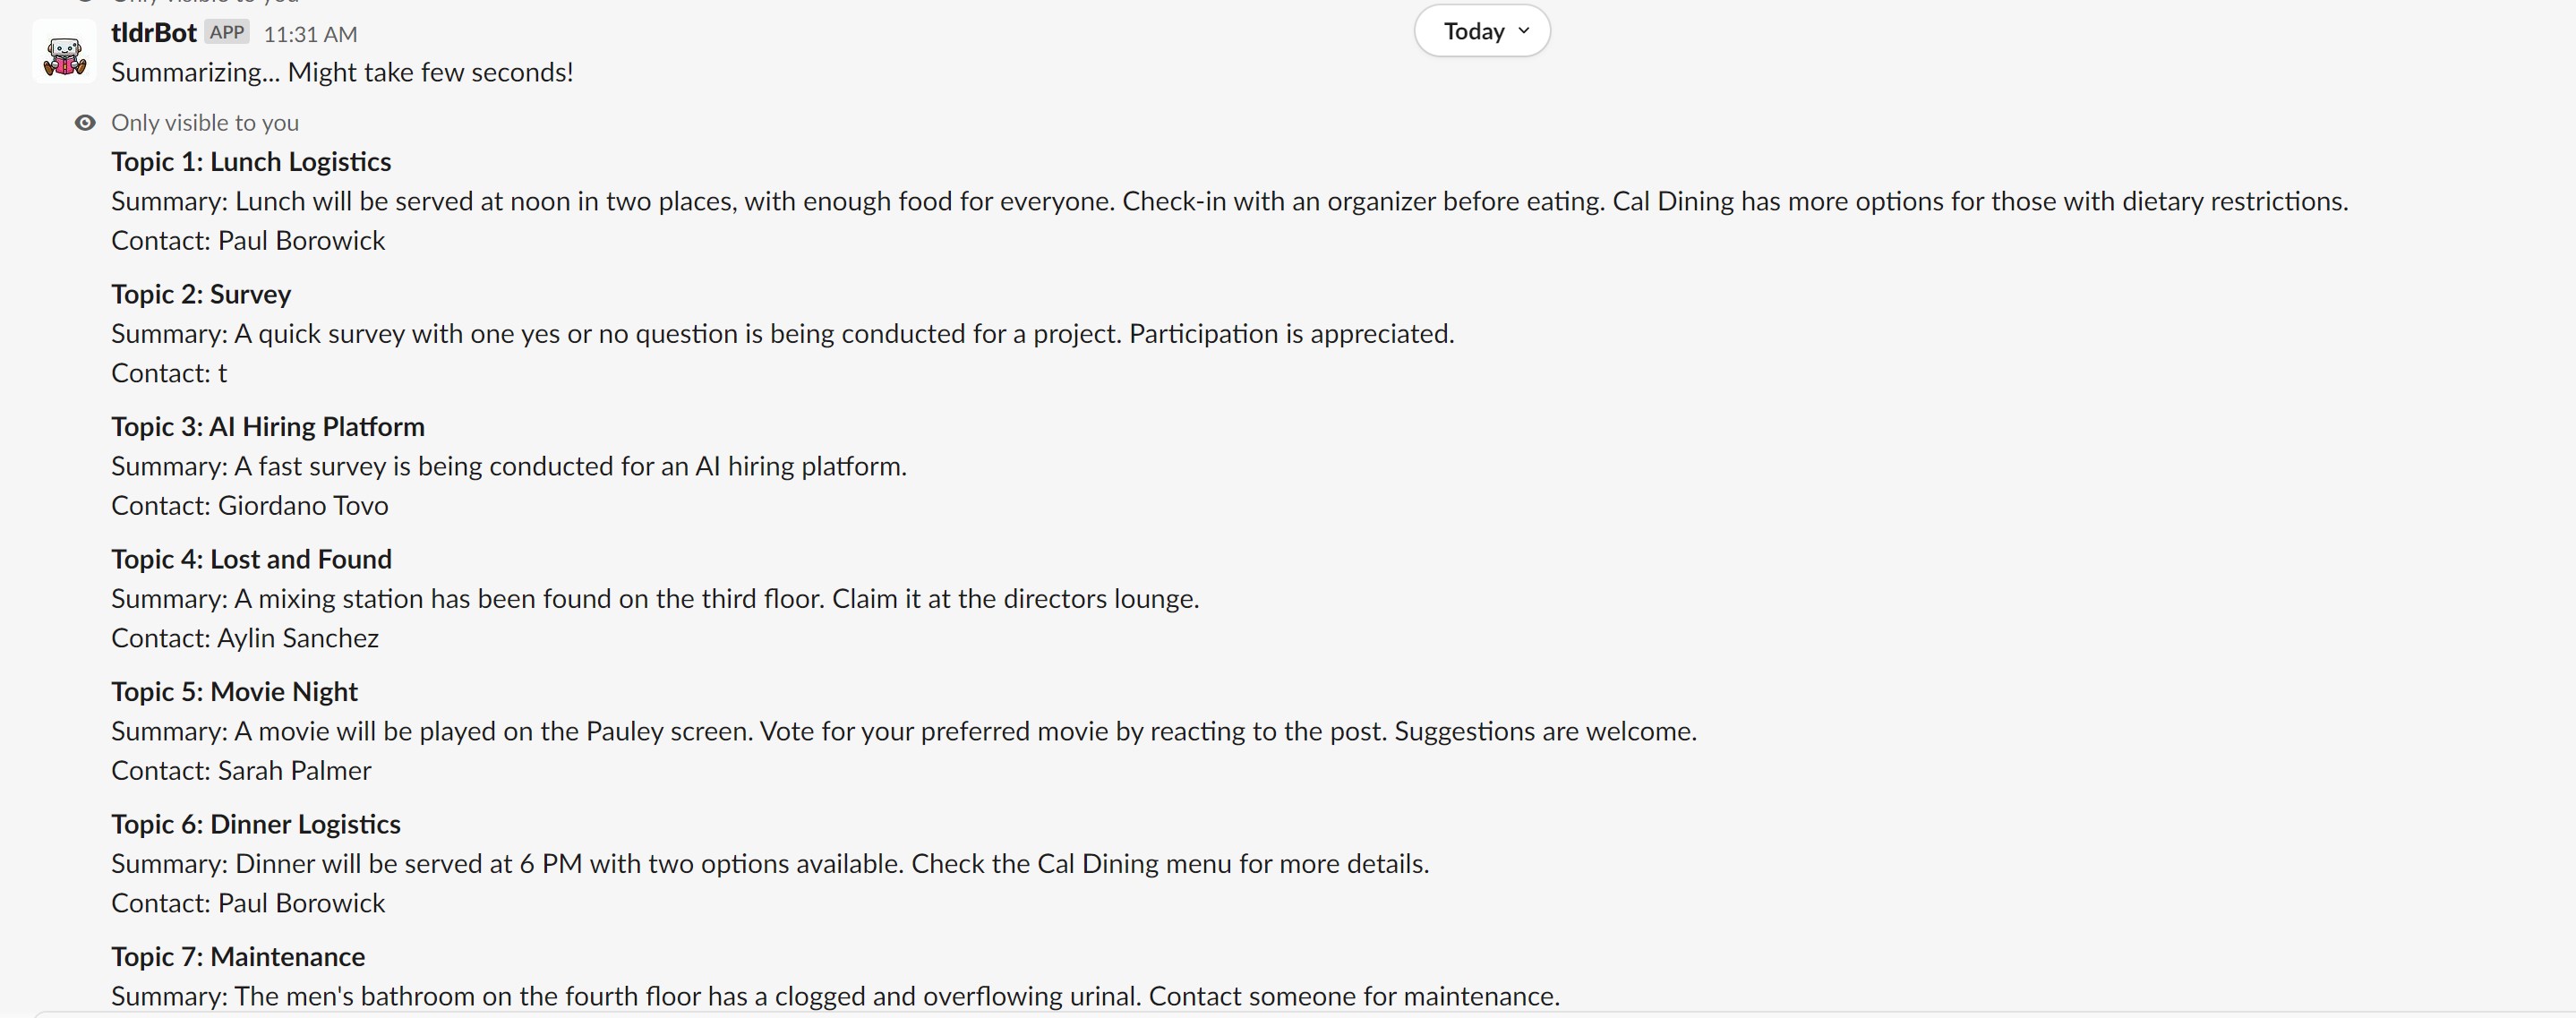 Only visible to you
tldrBot APP 11:31 AM
Today
Summarizing... Might take few seconds!
Only visible to you
Topic 1: Lunch Logistics
Summary: Lunch will be served at noon in two places, with enough food for everyone. Check-in with an organizer before eating. Cal Dining has more options for those with dietary restrictions.
Contact: Paul Borowick
Topic 2: Survey
Summary: A quick survey with one yes or no question is being conducted for a project. Participation is appreciated.
Contact: t
Topic 3: AI Hiring Platform
Summary: A fast survey is being conducted for an AI hiring platform.
Contact: Giordano Tovo
Topic 4: Lost and Found
Summary: A mixing station has been found on the third floor. Claim it at the directors lounge.
Contact: Aylin Sanchez
Topic 5: Movie Night
Summary: A movie will be played on the Pauley screen. Vote for your preferred movie by reacting to the post. Suggestions are welcome.
Contact: Sarah Palmer
Topic 6: Dinner Logistics
Summary: Dinner will be served at 6 PM with two options available. Check the Cal Dining menu for more details.
Contact: Paul Borowick
Topic 7: Maintenance
Summary: The men's bathroom on the fourth floor has a clogged and overflowing urinal. Contact someone for maintenance.